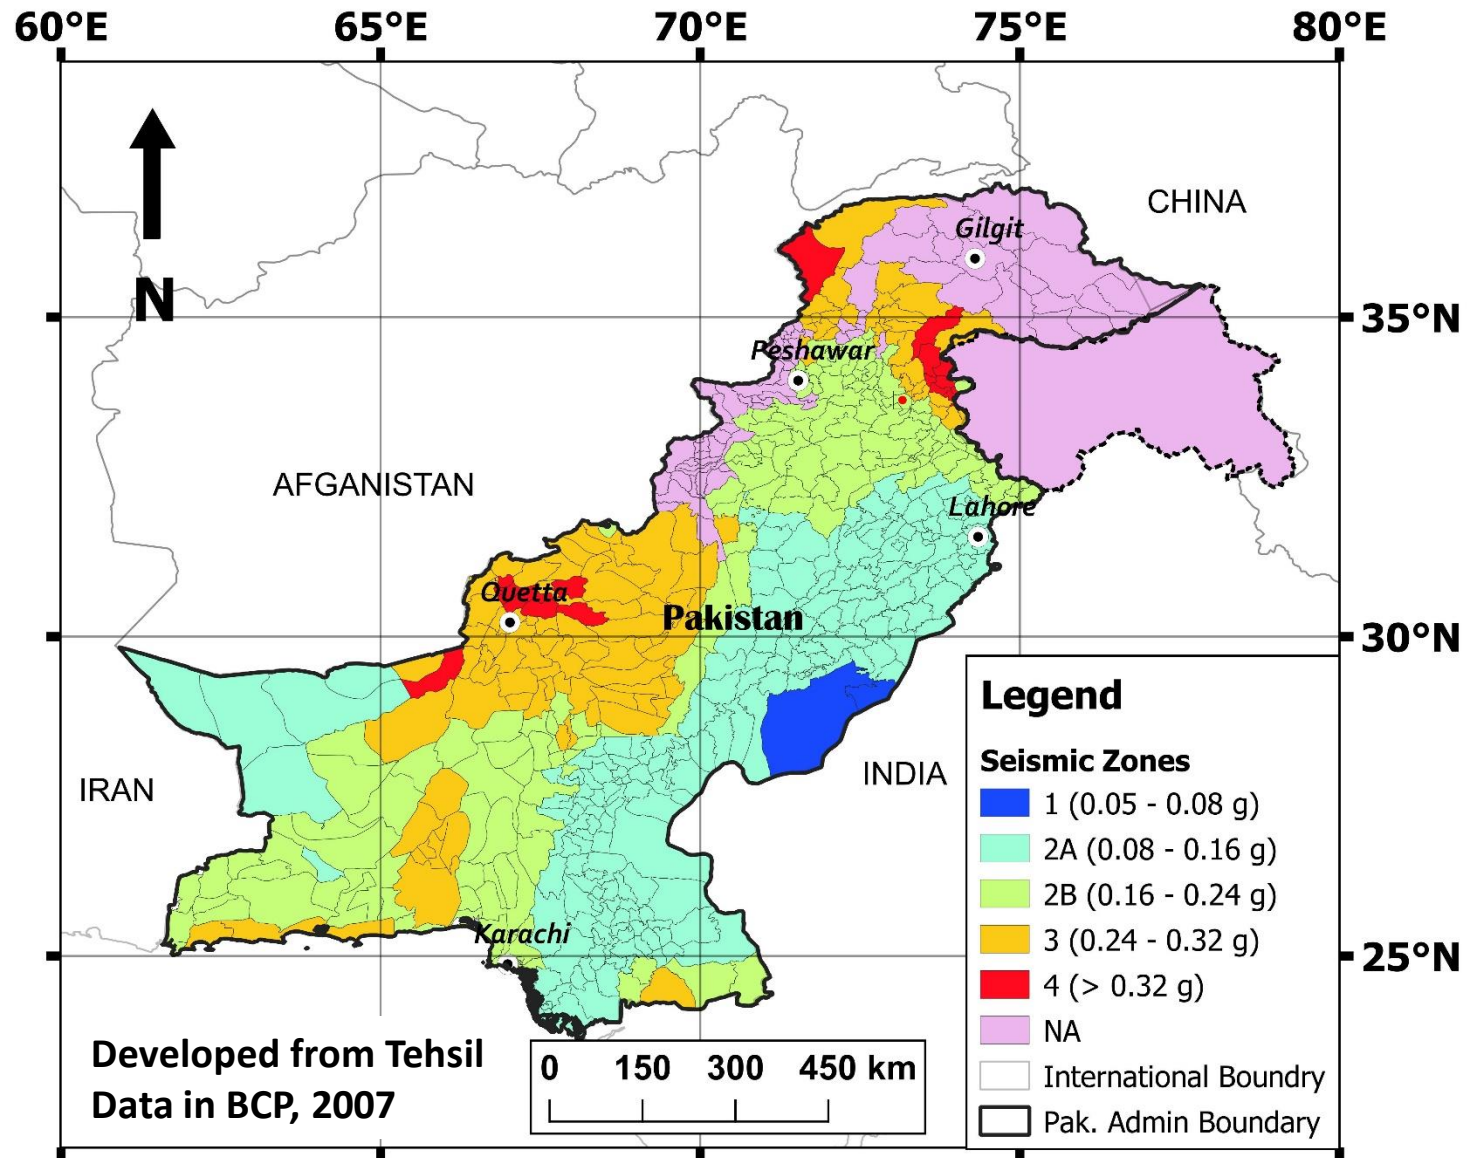 60°E
65°E
70°E
75°E
80°E
CHINA
Gilgit
N
35°N
Peshawar
AFGANISTAN
Lahore
Quetta
Pakistan
30°N
Legend
Seismic Zones
IRAN
INDIA
1 (0.05 - 0.08 g)
2A (0.08 - 0.16 g)
2B (0.16 - 0.24 g)
Karachi
3 (0.24 - 0.32 g)
25°N
4 (> 0.32 g)
NA
Developed from Tehsil
Data in BCP, 2007
0 150 300 450 km
International Boundry
Pak. Admin Boundary